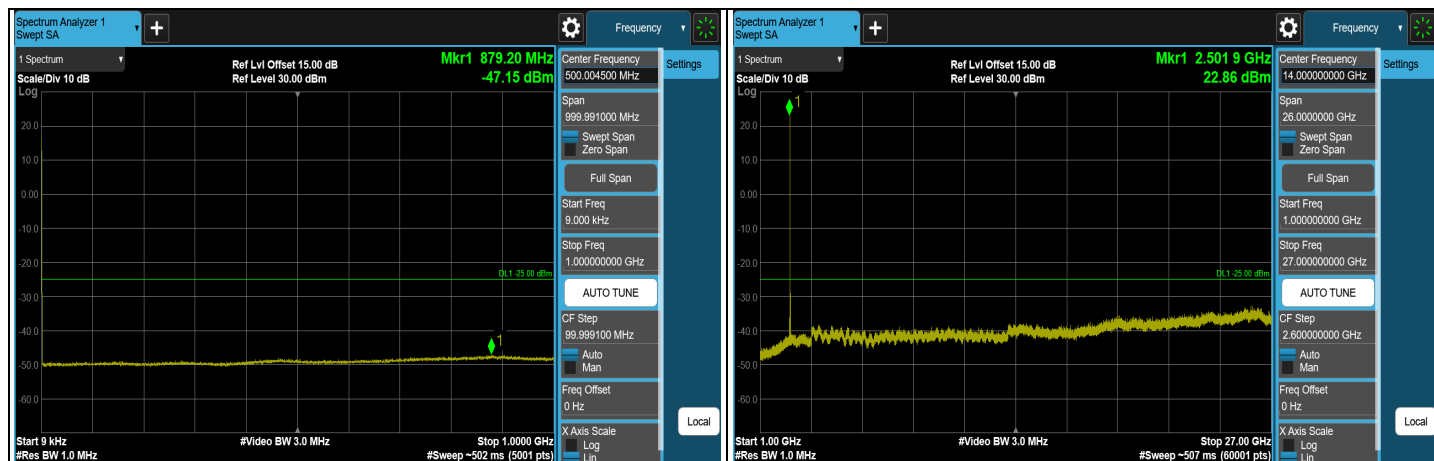 Spectrum Analyzer 1
Swept SA
+
Frequency
1 Spectrum
Scale/Div 10 dB
Log
Ref Lvl Offset 15.00 dB
Ref Level 30.00 dBm
Mkr1 879.20 MHz
-47.15 dBm
20.0
10.0
0.00
-10.0
-20.0
-30.0
-40.0
-50.0
-60.0
DL1 -25.00 dBm
1
Start 9 kHz
#Res BW 1.0 MHz
#Video BW 3.0 MHz
Stop 1.0000 GHz
#Sweep ~502 ms (5001 pts)
Center Frequency
500.004500 MHz
Span
999.991000 MHz
Swept Span
Zero Span
Full Span
Start Freq
9.000 kHz
Stop Freq
1.000000000 GHz
AUTO TUNE
CF Step
99.999100 MHz
Auto
Man
Freq Offset
0 Hz
X Axis Scale
Log
Lin
Settings
Local
Spectrum Analyzer 1
Swept SA
+
Frequency
1 Spectrum
Scale/Div 10 dB
Log
Ref Lvl Offset 15.00 dB
Ref Level 30.00 dBm
Mkr1 2.501 9 GHz
22.86 dBm
1
20.0
10.0
0.00
-10.0
-20.0
-30.0
-40.0
-50.0
-60.0
DL1 -25.00 dBm
Start 1.00 GHz
#Res BW 1.0 MHz
#Video BW 3.0 MHz
Stop 27.00 GHz
#Sweep ~507 ms (60001 pts)
Center Frequency
14.00000000 GHz
Span
26.0000000 GHz
Swept Span
Zero Span
Full Span
Start Freq
1.000000000 GHz
Stop Freq
27.000000000 GHz
AUTO TUNE
CF Step
2.600000000 GHz
Auto
Man
Freq Offset
0 Hz
X Axis Scale
Log
Lin
Settings
Local